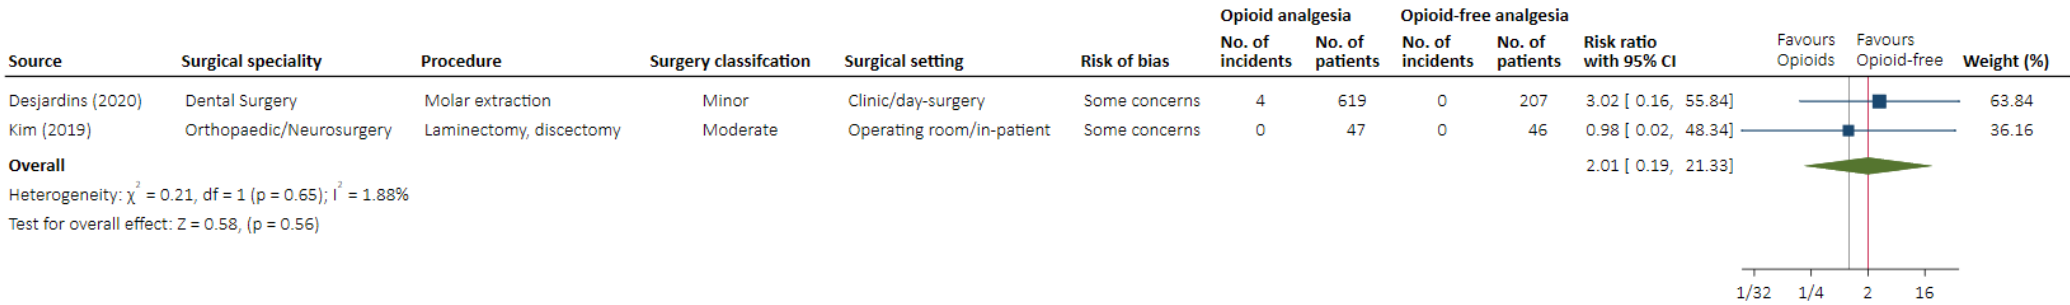 Opioid analgesia Opioid-free analgesia
Source Surgical speciality Procedure Surgery classifcation Surgical setting Risk of bias No. of incidents No. of patients No. of incidents No. of patients Risk ratio with 95% CI Favours Opioids Favours Opioid-free Weight (%)
Desjardins (2020) Dental Surgery Molar extraction Minor Clinic/day-surgery Some concerns 4 619 0 207 3.02 [ 0.16, 55.84] 63.84
Kim (2019) Orthopaedic/Neurosurgery Laminectomy, discectomy Moderate Operating room/in-patient Some concerns 0 47 0 46 0.98 [ 0.02, 48.34] 36.16
Overall 2.01 [ 0.19, 21.33]
Heterogeneity: χ² = 0.21, df = 1 (p = 0.65); I² = 1.88%
Test for overall effect: Z = 0.58, (p = 0.56)
1/32 1/4 2 16